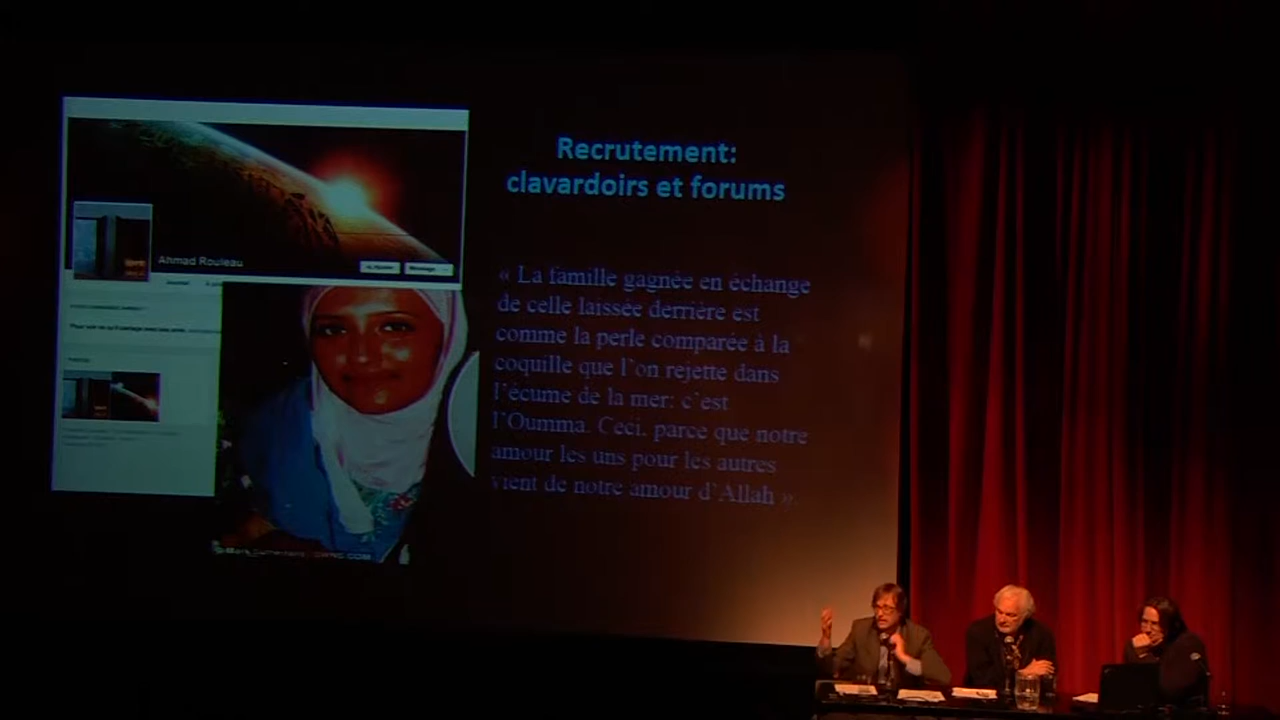 Recrutement:
clavardoirs et forums
Ahmad Rouleau
Message
« La famille gagnée en échange
de celle laissée derrière est
comme la perle comparée à la
coquille que l'on rejette dans
l'écume de la mer: c'est
l'Oumma. Ceci, parce que notre
amour les uns pour les autres
vient de notre amour d'Allah ».